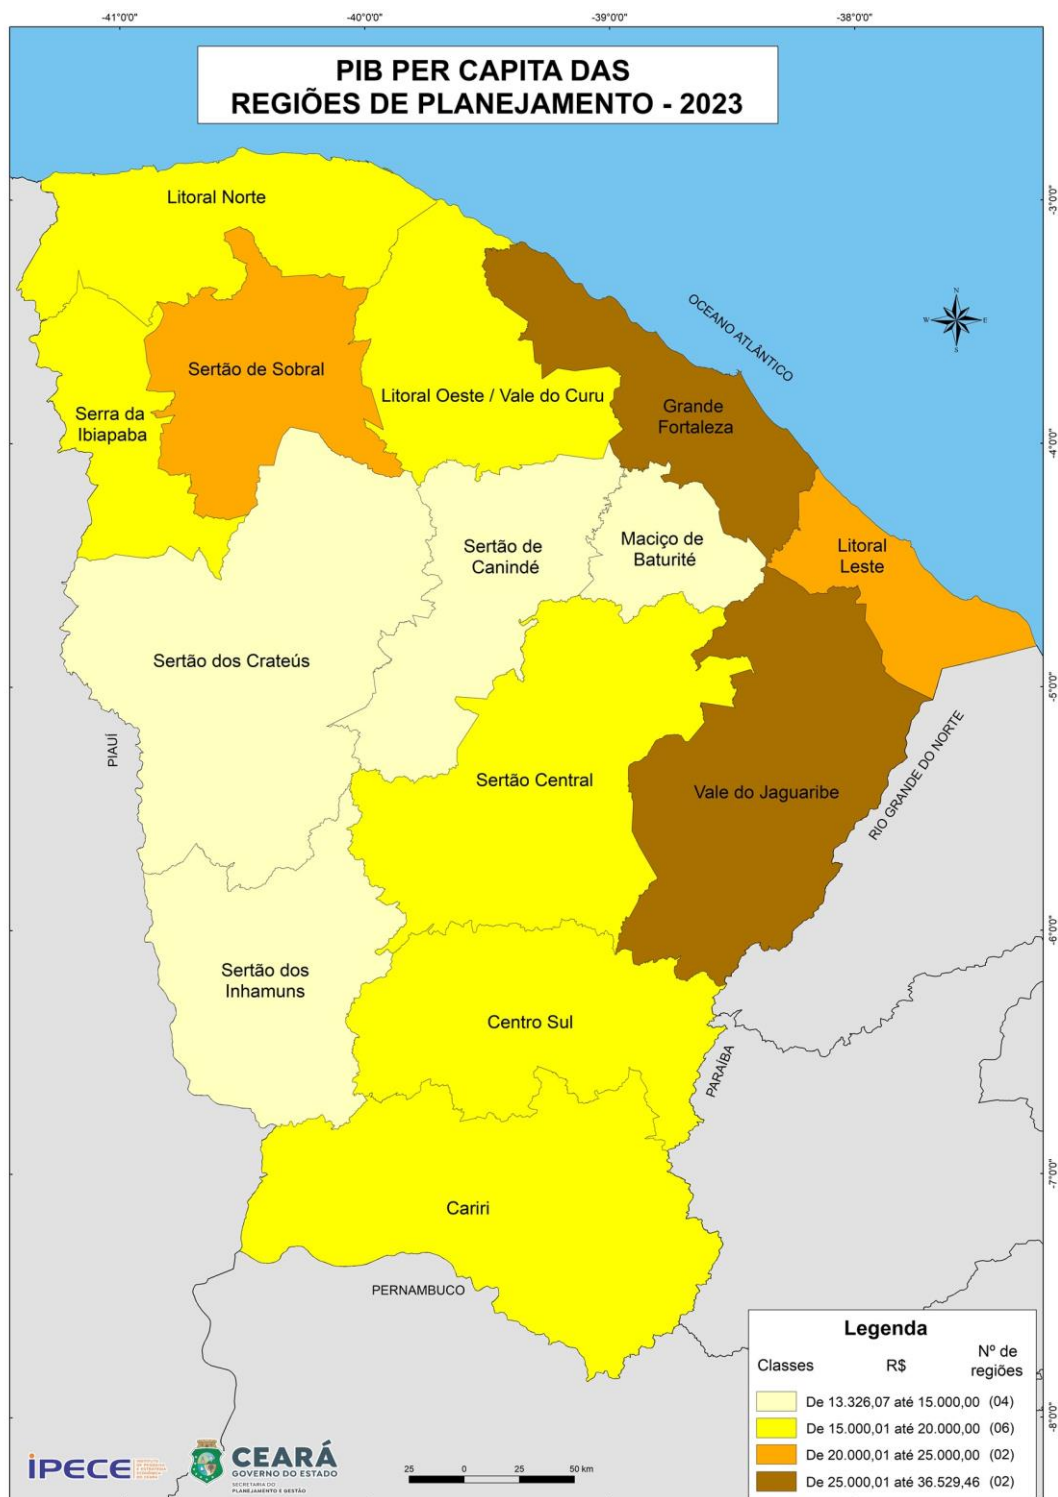 -41°0'0"
-40°0'0"
-39°0'0"
-38°0'0"
PIB PER CAPITA DAS
REGIÕES DE PLANEJAMENTO - 2023
Litoral Norte
-3°0'0"
OCEANO ATLÂNTICO
N
W
E
S
Sertão de Sobral
Litoral Oeste / Vale do Curu
Serra da
Ibiapaba
Grande
Fortaleza
-4°0'0"
Sertão de
Canindé
Maciço de
Baturité
Litoral
Leste
Sertão dos Crateús
-5°0'0"
PIAUÍ
Sertão Central
Vale do Jaguaribe
RIO GRANDE DO NORTE
-6°0'0"
Sertão dos
Inhamuns
Centro Sul
PARAÍBA
-7°0'0"
Cariri
PERNAMBUCO
Legenda
Classes R$ Nº de
regiões
De 13.326,07 até 15.000,00 (04)
De 15.000,01 até 20.000,00 (06)
De 20.000,01 até 25.000,00 (02)
De 25.000,01 até 36.529,46 (02)
-8°0'0"
IPECE
CEARÁ
GOVERNO DO ESTADO
SECRETARIA DO
PLANEJAMENTO E GESTÃO
25 0 25 50 km